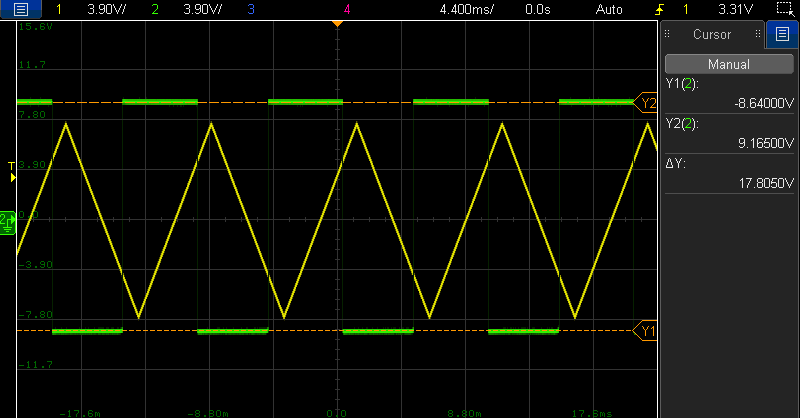 1 3.90V/ 2 3.90V/ 3 4 4.400ms/ 0.0s Auto 1 3.31V
15.6V
11.7
7.80
3.90
0.00
-3.90
-7.80
-11.7
-17.6m -8.80m 0.0 8.80m 17.6ms
T
2
Y2
Y1
Cursor
Manual
Y1(2):
-8.64000V
Y2(2):
9.16500V
ΔY:
17.8050V